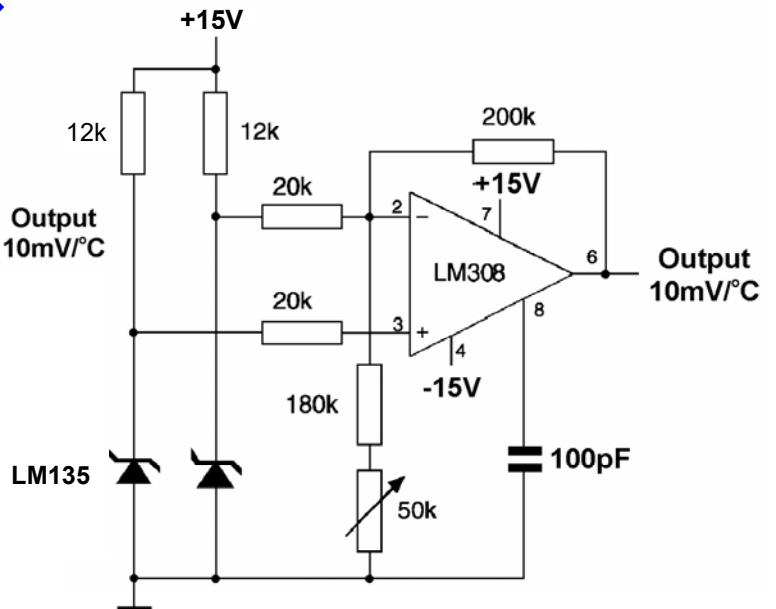 +15V
12k
12k
200k
20k
+15V
Output
10mV/°C
2
−
7
6
Output
10mV/°C
LM308
20k
3
+
8
4
-15V
180k
LM135
100pF
50k